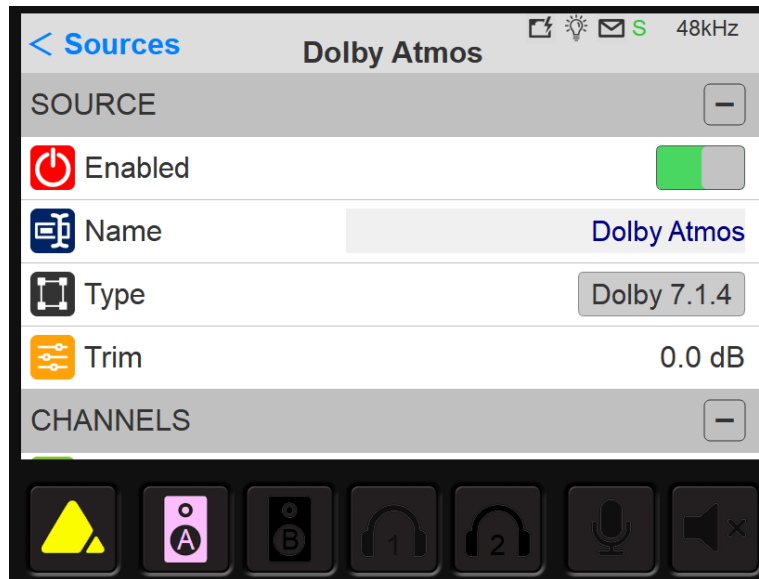 < Sources
Dolby Atmos
S 48kHz
SOURCE
Enabled
Name Dolby Atmos
Type Dolby 7.1.4
Trim 0.0 dB
CHANNELS
A B 1 2